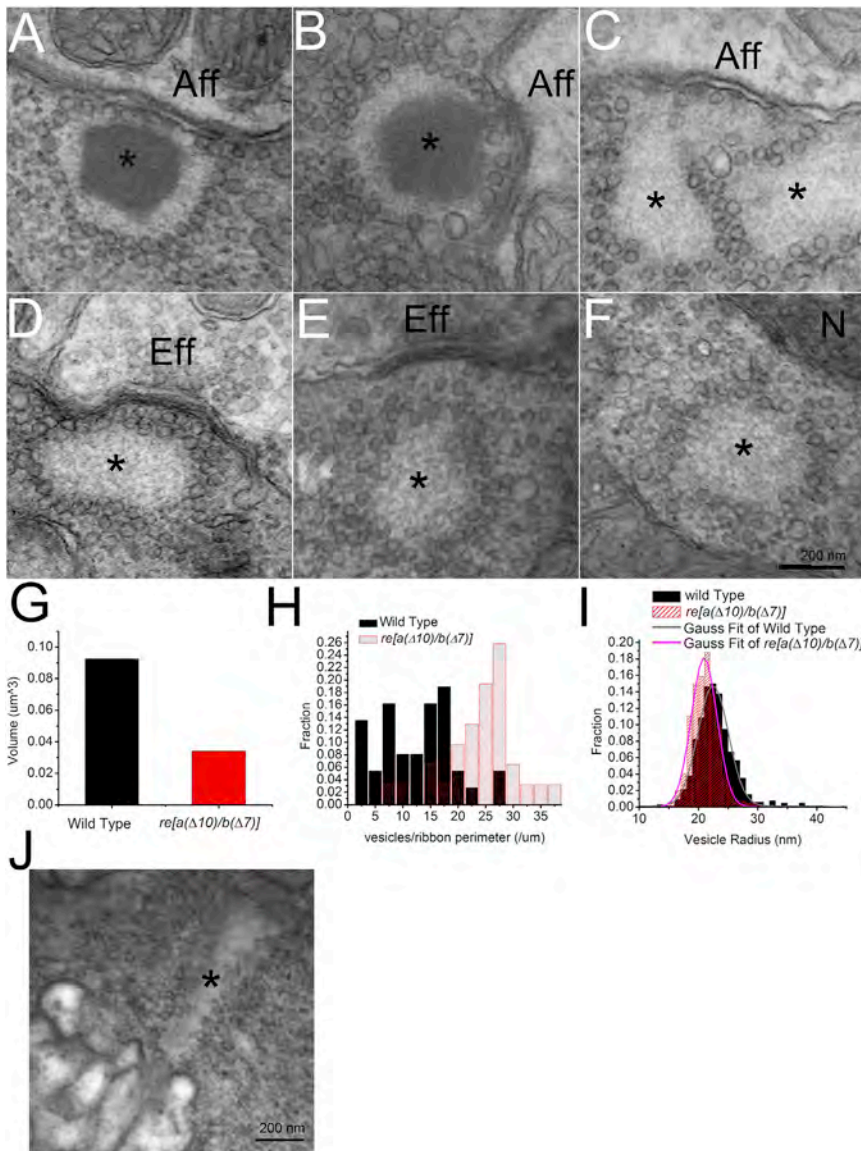 A
Aff
*
B
Aff
*
C
Aff
*
*
D
Eff
*
E
Eff
*
F
N
*
200 nm
G
0.10
0.08
0.06
0.04
0.02
0.00
Volume (um^3)
Wild Type
re[a(Δ10)/b(Δ7)]
H
Wild Type
re[a(Δ10)/b(Δ7)]
0.26
0.24
0.22
0.20
0.18
0.16
0.14
0.12
0.10
0.08
0.06
0.04
0.02
0.00
Fraction
5 10 15 20 25 30 35
vesicles/ribbon perimeter (/um)
I
wild Type
re[a(Δ10)/b(Δ7)]
Gauss Fit of Wild Type
Gauss Fit of re[a(Δ10)/b(Δ7)]
0.20
0.18
0.16
0.14
0.12
0.10
0.08
0.06
0.04
0.02
0.00
Fraction
10 20 30 40
Vesicle Radius (nm)
J
*
200 nm